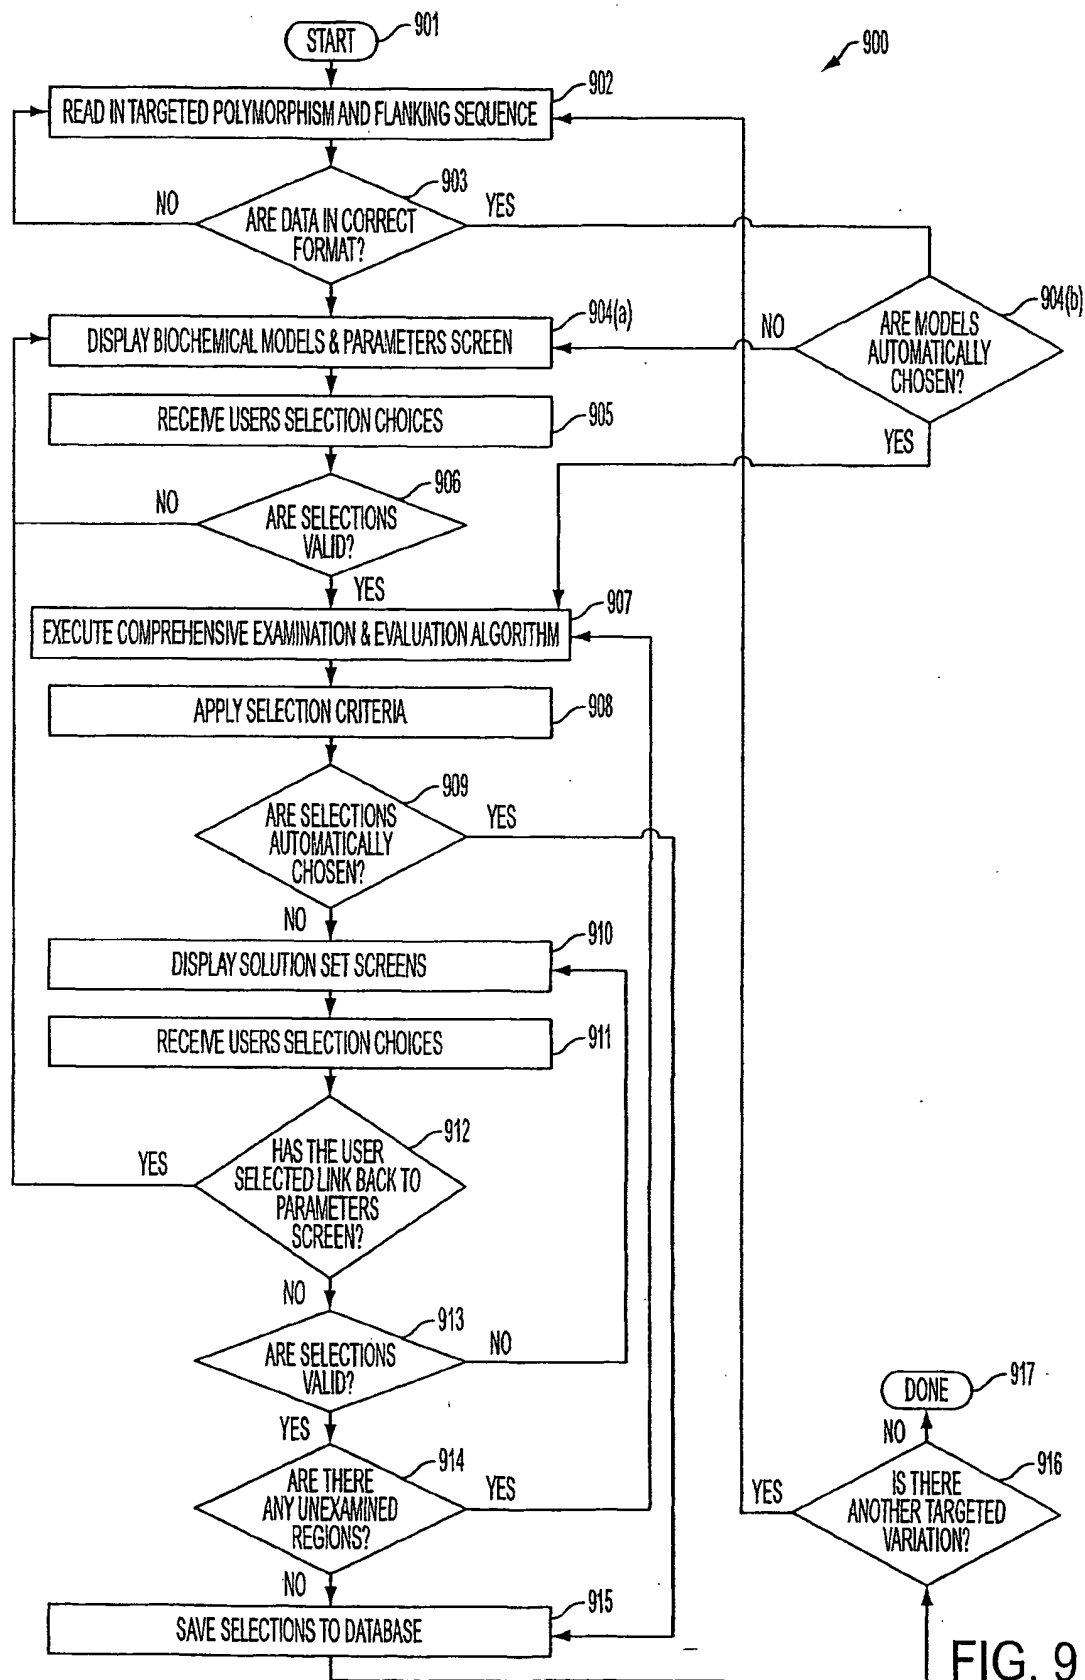 START
901
900
902
READ IN TARGETED POLYMORPHISM AND FLANKING SEQUENCE
903
NO
YES
ARE DATA IN CORRECT
FORMAT?
904(a)
904(b)
DISPLAY BIOCHEMICAL MODELS & PARAMETERS SCREEN
NO
ARE MODELS
AUTOMATICALLY
CHOSEN?
YES
RECEIVE USERS SELECTION CHOICES
905
906
NO
ARE SELECTIONS
VALID?
YES
907
EXECUTE COMPREHENSIVE EXAMINATION & EVALUATION ALGORITHM
APPLY SELECTION CRITERIA
908
909
ARE SELECTIONS
AUTOMATICALLY
CHOSEN?
YES
NO
910
DISPLAY SOLUTION SET SCREENS
RECEIVE USERS SELECTION CHOICES
911
912
YES
HAS THE USER
SELECTED LINK BACK TO
PARAMETERS
SCREEN?
NO
913
ARE SELECTIONS
VALID?
NO
YES
914
ARE THERE
ANY UNEXAMINED
REGIONS?
YES
NO
915
SAVE SELECTIONS TO DATABASE
DONE
917
NO
916
YES
IS THERE
ANOTHER TARGETED
VARIATION?
FIG. 9